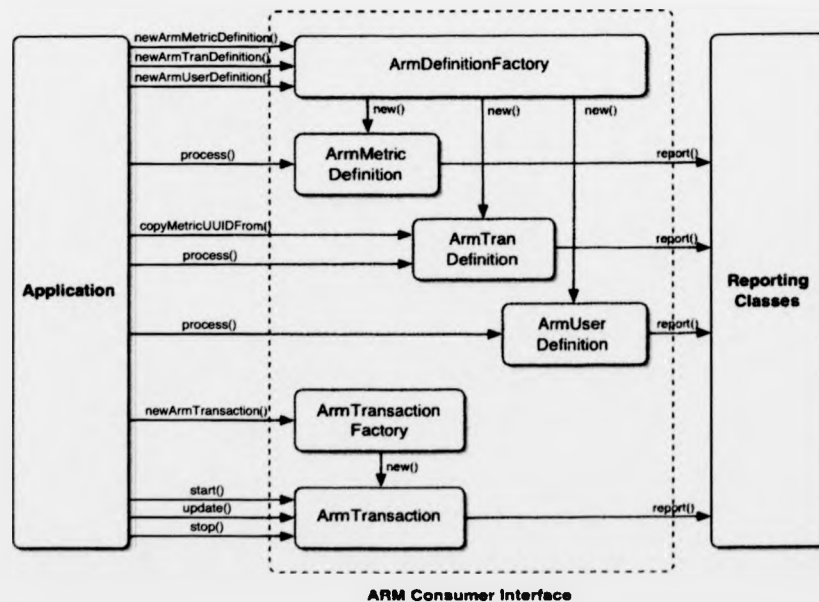 newArmMetricDefinition()
newArmTranDefinition()
newArmUserDefinition()
ArmDefinitionFactory
new()
new()
new()
process()
ArmMetric
Definition
report()
copyMetricUUIDFrom()
ArmTran
Definition
report()
process()
Application
Reporting
Classes
process()
ArmUser
Definition
report()
newArmTransaction()
ArmTransaction
Factory
new()
start()
update()
stop()
ArmTransaction
report()
ARM Consumer Interface